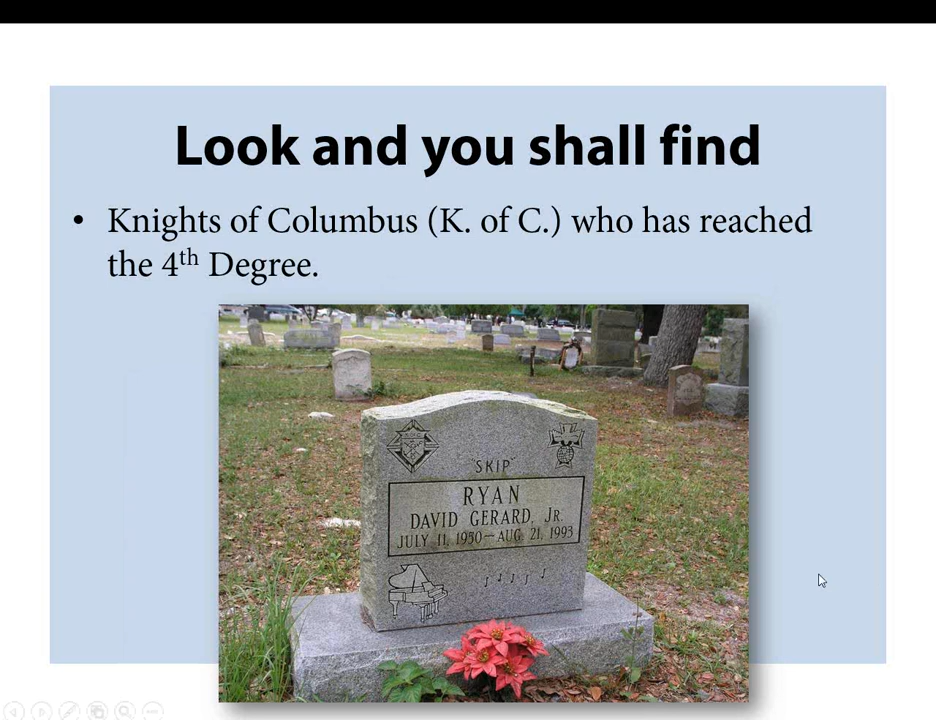 Look and you shall find
• Knights of Columbus (K. of C.) who has reached
the 4th Degree.
"SKIP"
RYAN
DAVID GERARD, JR.
JULY 11, 1950—AUG. 21, 1993